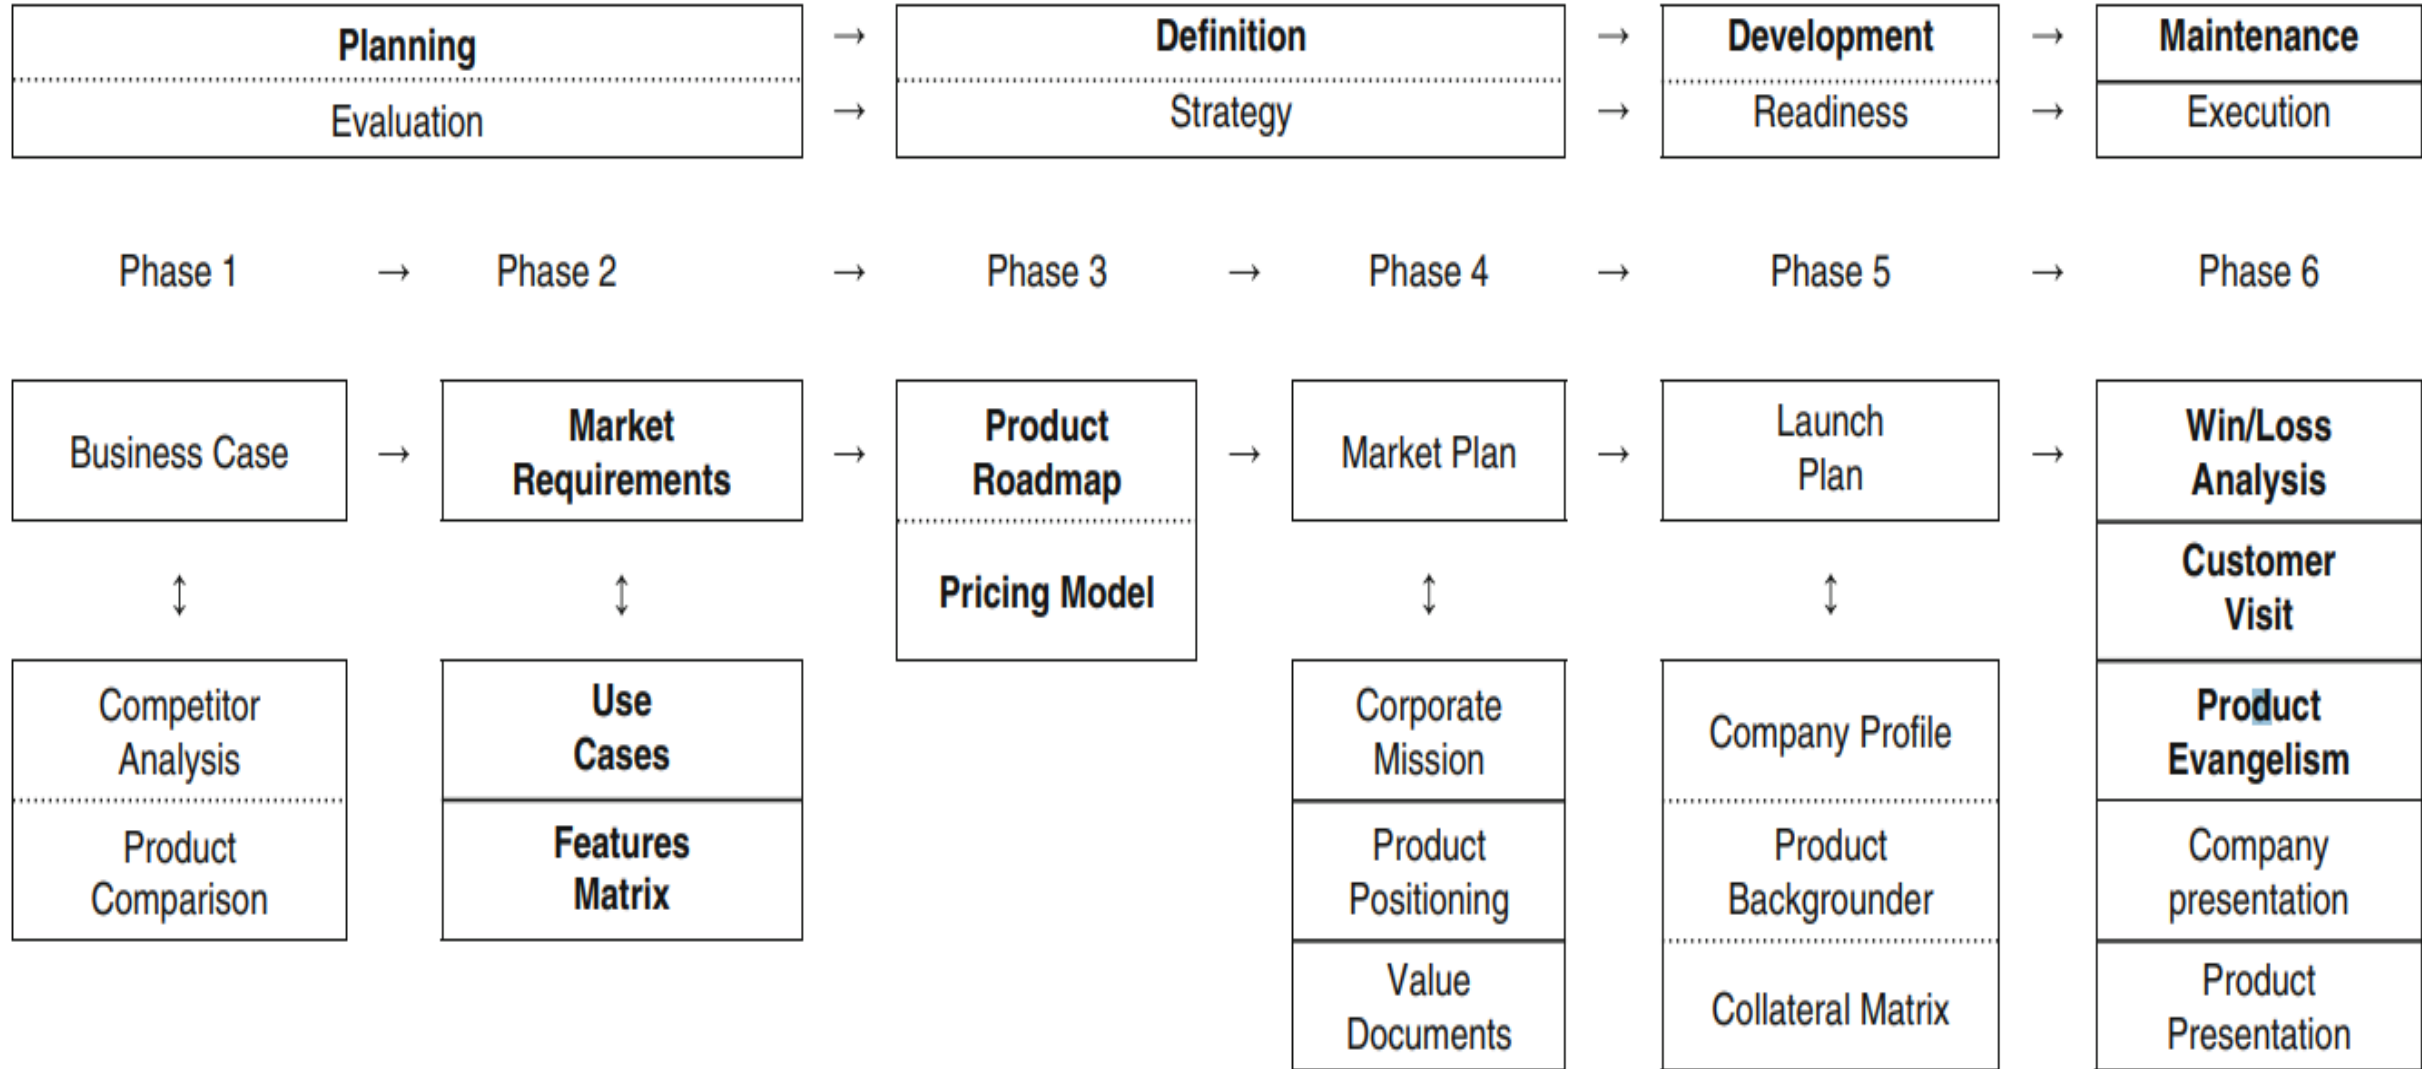 Planning → Definition → Development → Maintenance
Evaluation → Strategy → Readiness → Execution
Phase 1 → Phase 2 → Phase 3 → Phase 4 → Phase 5 → Phase 6
Business Case
→
Market
Requirements
→
Product
Roadmap
Pricing Model
→
Market Plan
→
Launch
Plan
→
Win/Loss
Analysis
Customer
Visit
Product
Evangelism
Company
presentation
Product
Presentation
↕
Competitor
Analysis
Product
Comparison
↕
Use
Cases
Features
Matrix
↕
Corporate
Mission
Product
Positioning
Value
Documents
↕
Company Profile
Product
Backgrounder
Collateral Matrix